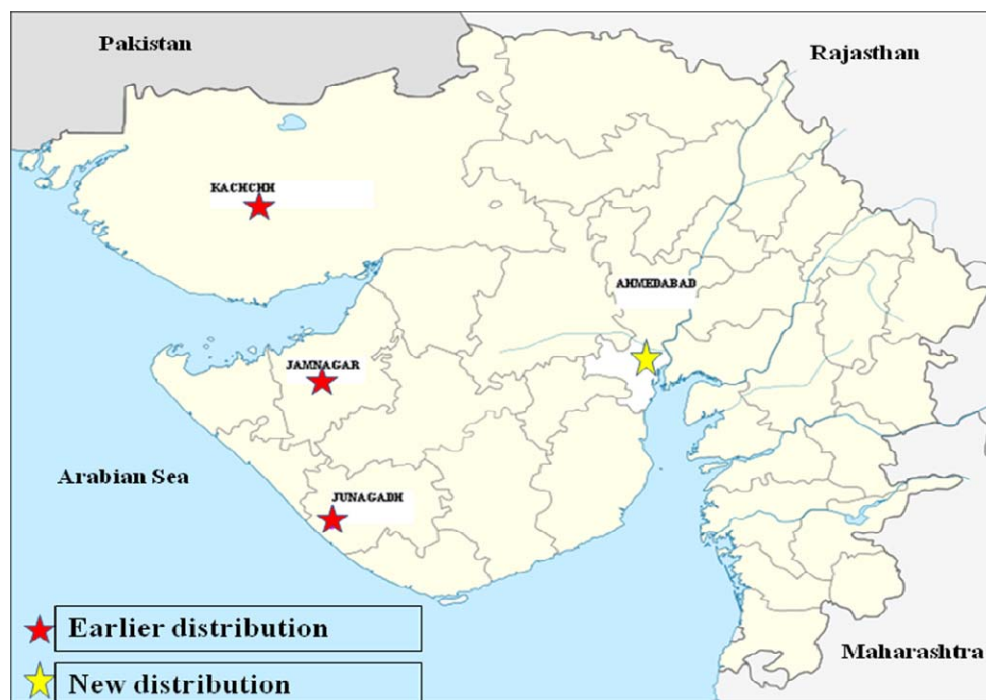 Pakistan
Rajasthan
KACHCHH
AHMEDABAD
JAMNAGAR
Arabian Sea
JUNAGADH
Earlier distribution
Maharashtra
New distribution